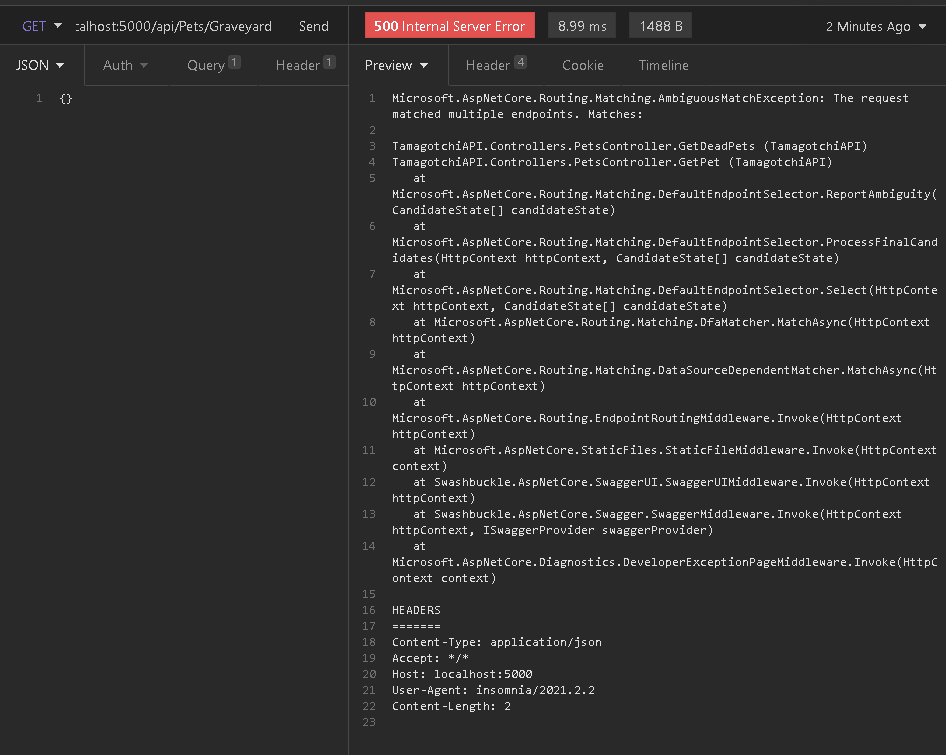 GET talhost:5000/api/Pets/Graveyard Send 500 Internal Server Error 8.99 ms 1488 B 2 Minutes Ago
JSON Auth Query 1 Header 1 Preview Header 4 Cookie Timeline
1 {}
1 Microsoft.AspNetCore.Routing.Matching.AmbiguousMatchException: The request
matched multiple endpoints. Matches:
2
3 TamagotchiAPI.Controllers.PetsController.GetDeadPets (TamagotchiAPI)
4 TamagotchiAPI.Controllers.PetsController.GetPet (TamagotchiAPI)
5 at
Microsoft.AspNetCore.Routing.Matching.DefaultEndpointSelector.ReportAmbiguity(
CandidateState[] candidateState)
6 at
Microsoft.AspNetCore.Routing.Matching.DefaultEndpointSelector.ProcessFinalCand
idates(HttpContext httpContext, CandidateState[] candidateState)
7 at
Microsoft.AspNetCore.Routing.Matching.DefaultEndpointSelector.Select(HttpConte
xt httpContext, CandidateState[] candidateState)
8 at Microsoft.AspNetCore.Routing.Matching.DfaMatcher.MatchAsync(HttpContext
httpContext)
9 at
Microsoft.AspNetCore.Routing.Matching.DataSourceDependentMatcher.MatchAsync(Ht
tpContext httpContext)
10 at
Microsoft.AspNetCore.Routing.EndpointRoutingMiddleware.Invoke(HttpContext
httpContext)
11 at Microsoft.AspNetCore.StaticFiles.StaticFileMiddleware.Invoke(HttpContext
context)
12 at Swashbuckle.AspNetCore.SwaggerUI.SwaggerUIMiddleware.Invoke(HttpContext
httpContext)
13 at Swashbuckle.AspNetCore.Swagger.SwaggerMiddleware.Invoke(HttpContext
httpContext, ISwaggerProvider swaggerProvider)
14 at
Microsoft.AspNetCore.Diagnostics.DeveloperExceptionPageMiddleware.Invoke(HttpC
ontext context)
15
16 HEADERS
17 =======
18 Content-Type: application/json
19 Accept: */*
20 Host: localhost:5000
21 User-Agent: insomnia/2021.2.2
22 Content-Length: 2
23